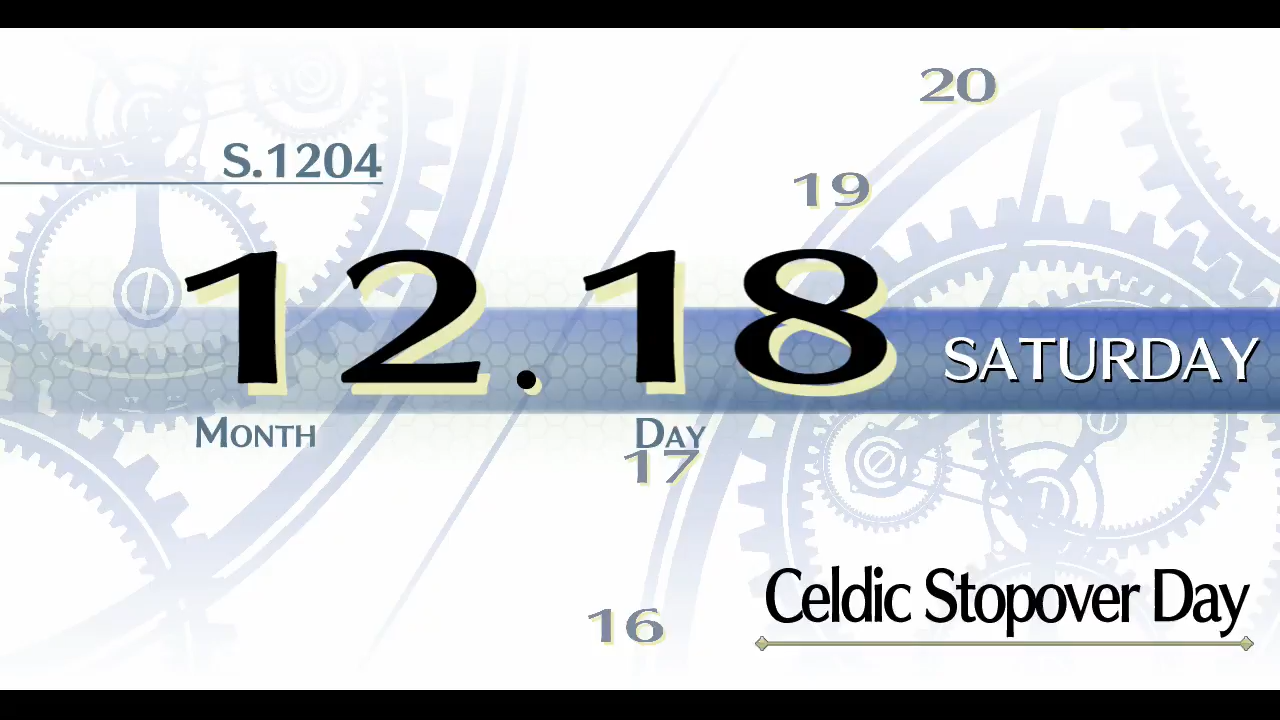 20
S.1204
19
12.18
SATURDAY
MONTH
DAY
17
16
Celdic Stopover Day